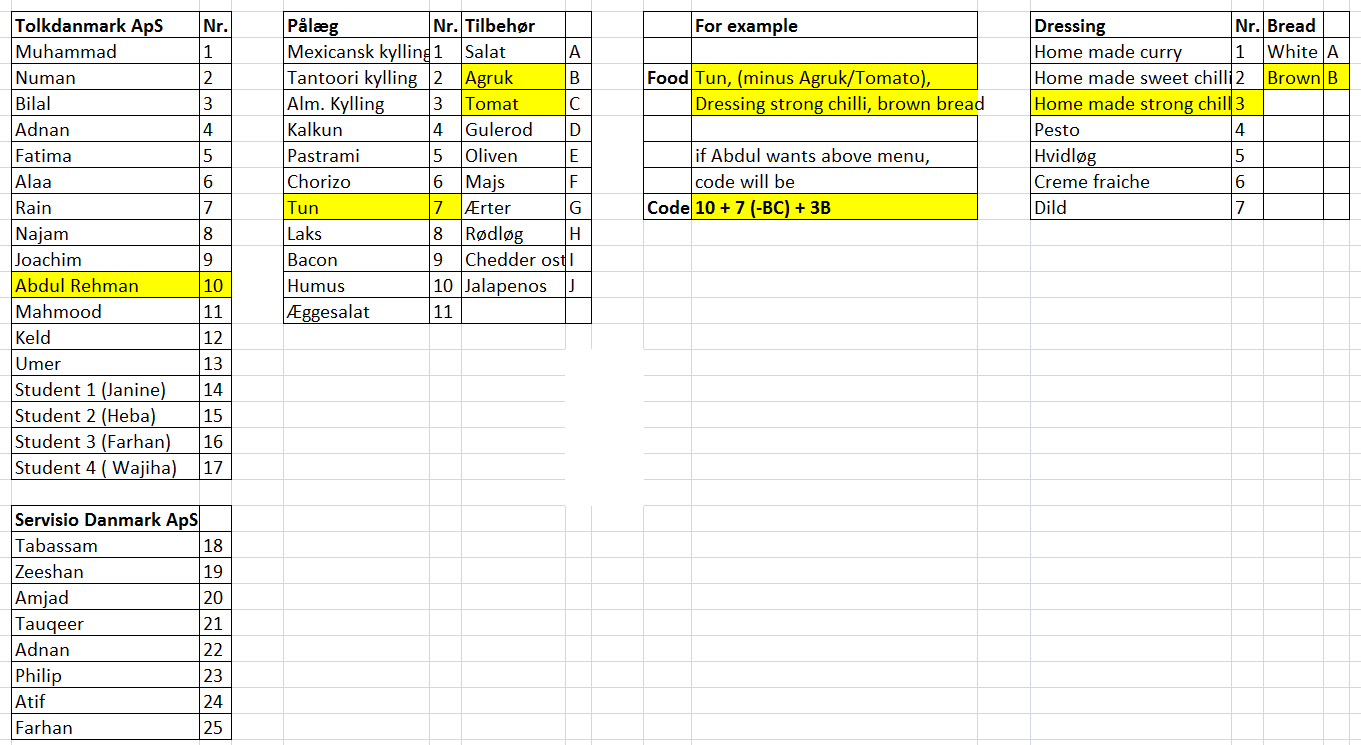 Tolkdanmark ApS Nr. Pålæg Nr. Tilbehør For example Dressing Nr. Bread
Muhammad 1 Mexicansk kylling 1 Salat A Home made curry 1 White A
Numan 2 Tantoori kylling 2 Agruk B Food Tun, (minus Agruk/Tomato), Home made sweet chilli 2 Brown B
Bilal 3 Alm. Kylling 3 Tomat C Dressing strong chilli, brown bread Home made strong chill 3
Adnan 4 Kalkun 4 Gulerod D Pesto 4
Fatima 5 Pastrami 5 Oliven E if Abdul wants above menu, Hvidløg 5
Alaa 6 Chorizo 6 Majs F code will be Creme fraiche 6
Rain 7 Tun 7 Ærter G Code 10 + 7 (-BC) + 3B Dild 7
Najam 8 Laks 8 Rødløg H
Joachim 9 Bacon 9 Chedder ost I
Abdul Rehman 10 Humus 10 Jalapenos J
Mahmood 11 Æggesalat 11
Keld 12
Umer 13
Student 1 (Janine) 14
Student 2 (Heba) 15
Student 3 (Farhan) 16
Student 4 ( Wajiha) 17
Servisio Danmark ApS
Tabassam 18
Zeeshan 19
Amjad 20
Tauqeer 21
Adnan 22
Philip 23
Atif 24
Farhan 25